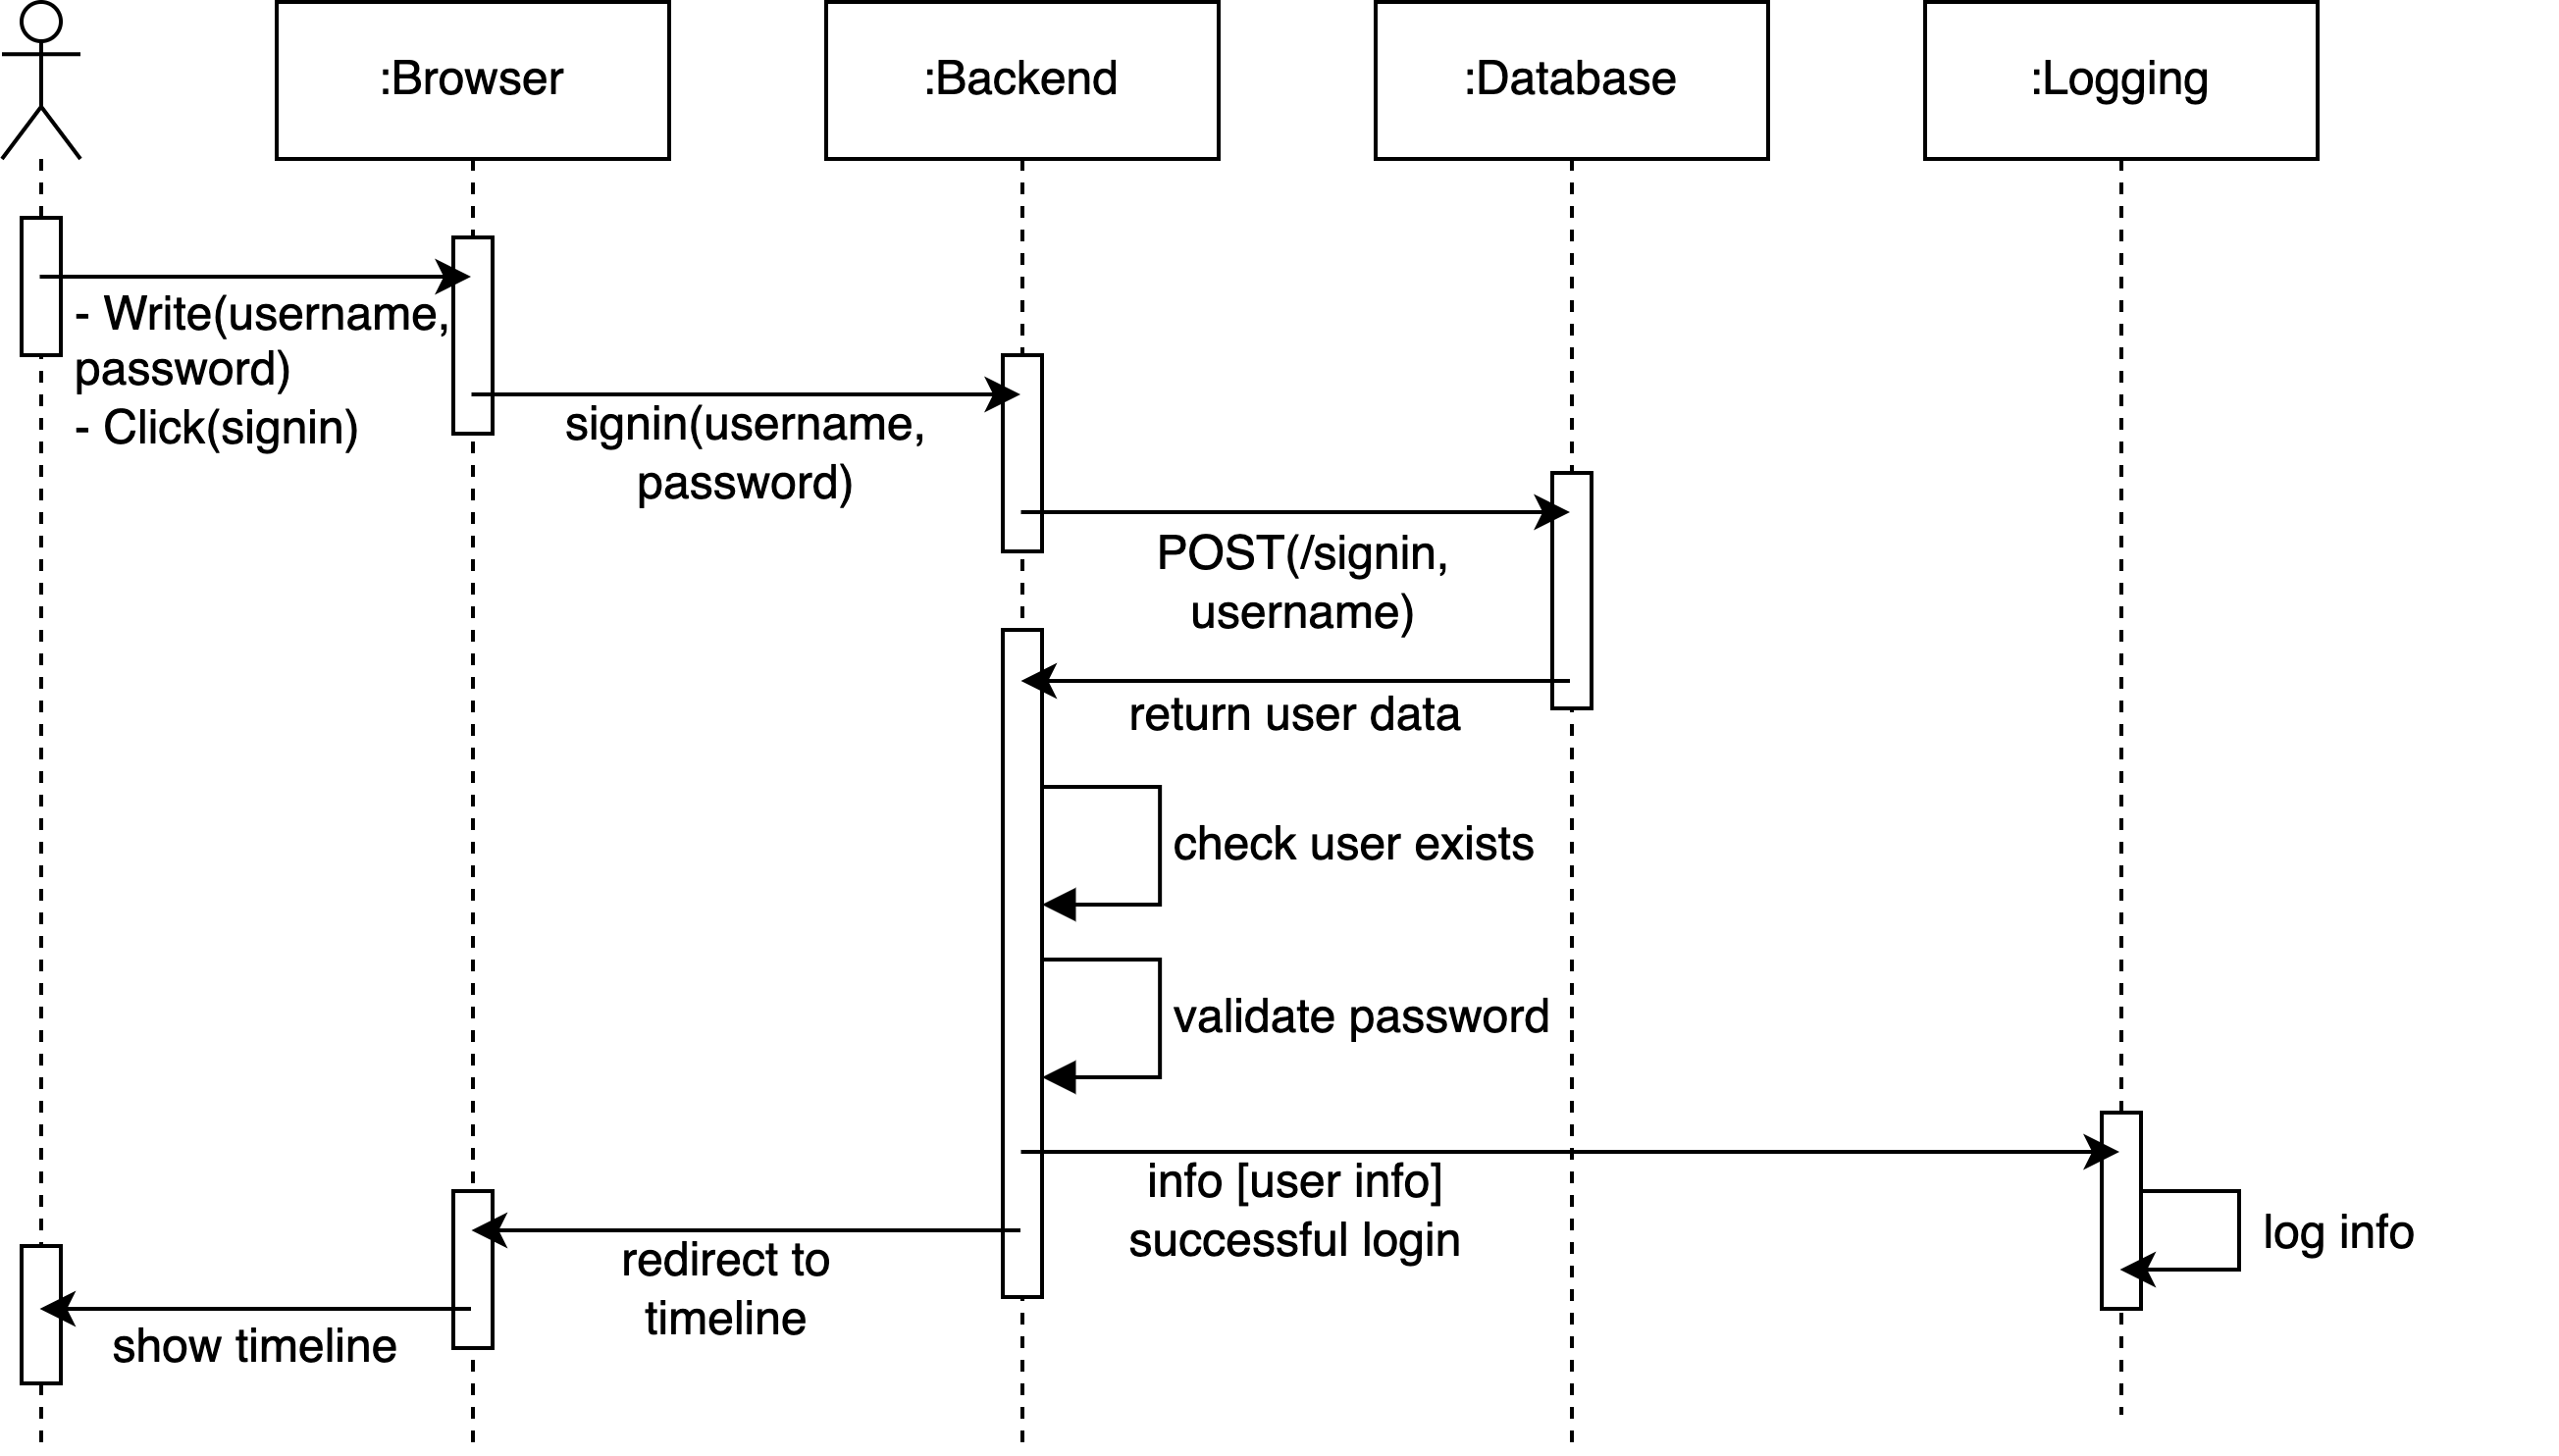 :Browser
:Backend
:Database
:Logging
- Write(username,
password)
- Click(signin)
signin(username,
password)
POST(/signin,
username)
return user data
check user exists
validate password
info [user info]
successful login
log info
redirect to
timeline
show timeline